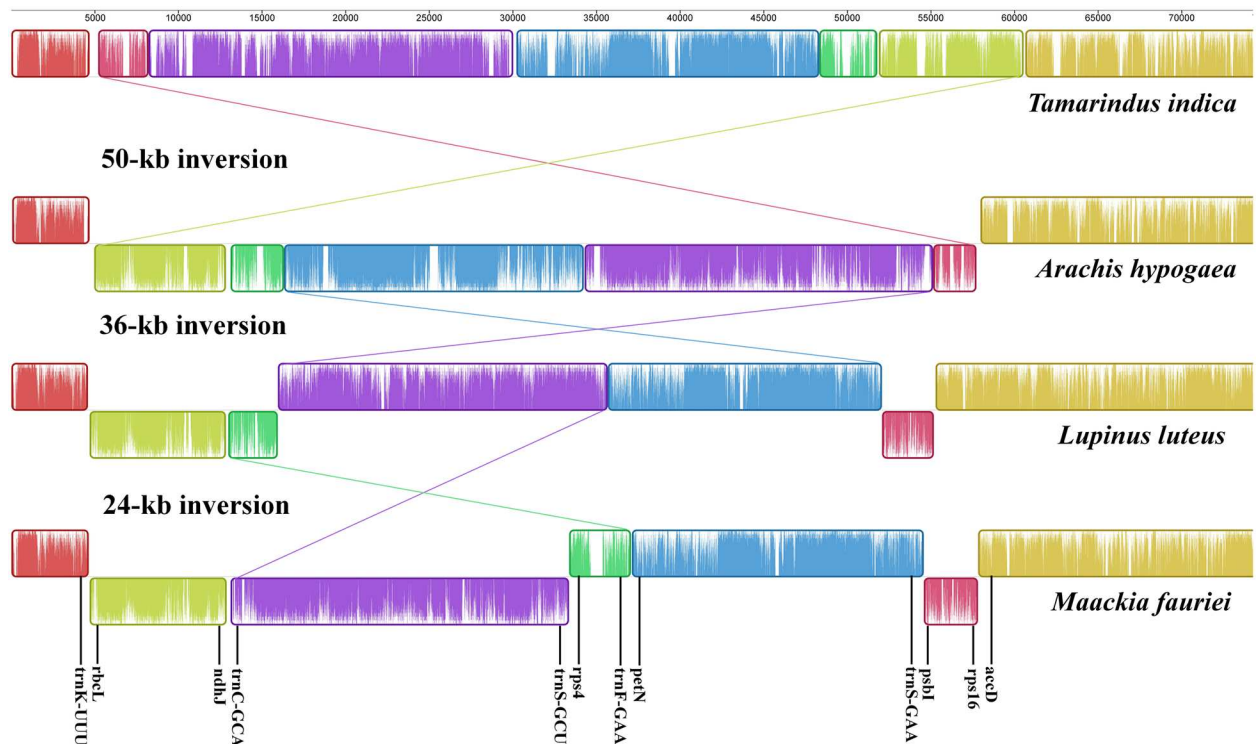 5000 10000 15000 20000 25000 30000 35000 40000 45000 50000 55000 60000 65000 70000
Tamarindus indica
50-kb inversion
Arachis hypogaea
36-kb inversion
Lupinus luteus
24-kb inversion
Maackia fauriei
trnK-UUU
rbcL
ndhJ
trnC-GCA
trnS-GCU
rps4
trnF-GAA
petN
trnS-GAA
psbI
rps16
accD